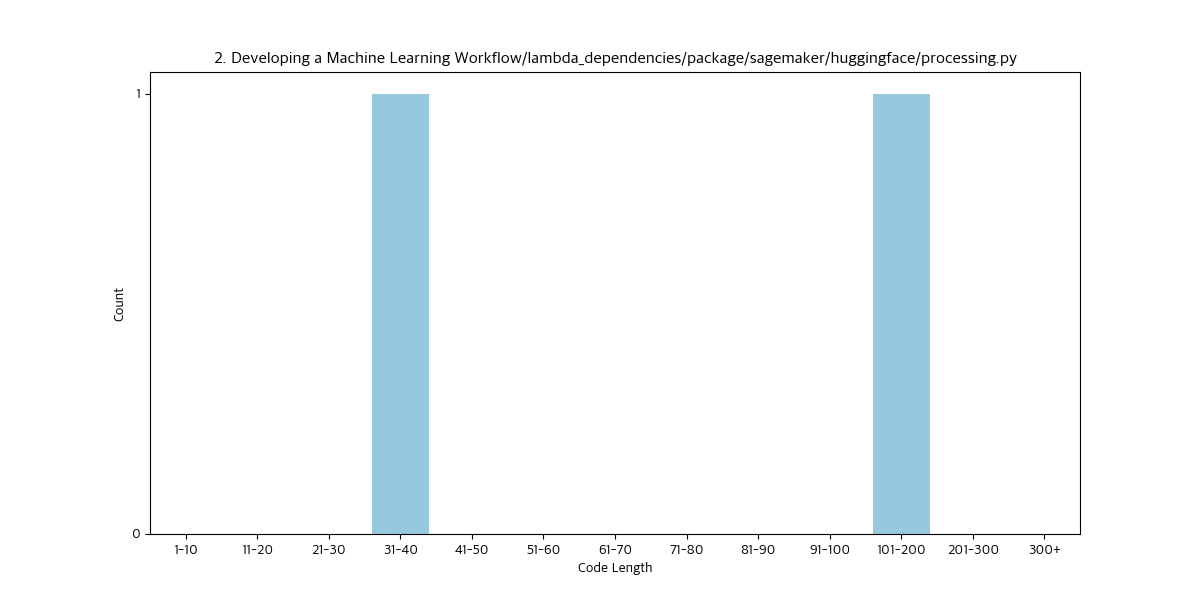 2. Developing a Machine Learning Workflow/lambda_dependencies/package/sagemaker/huggingface/processing.py
1
Count
0
1-10 11-20 21-30 31-40 41-50 51-60 61-70 71-80 81-90 91-100 101-200 201-300 300+
Code Length